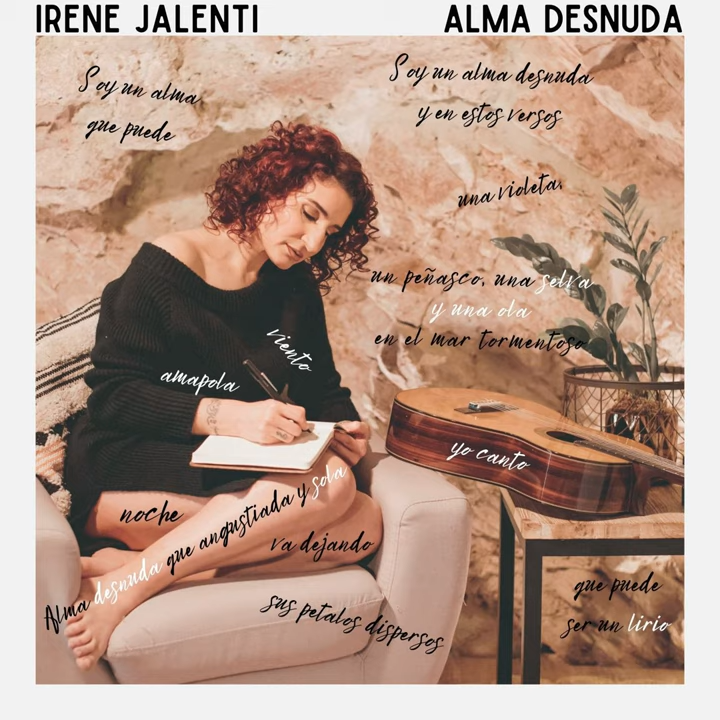 IRENE JALENTI
ALMA DESNUDA
Soy un alma
que puede
Soy un alma desnuda
y en estos versos
una violeta,
un peñasco, una selva
y una ola
en el mar tormentoso
viento
amapola
yo canto
noche
Alma desnuda que angustiada y sola
va dejando
sus petalos dispersos
que puede
ser un lirio